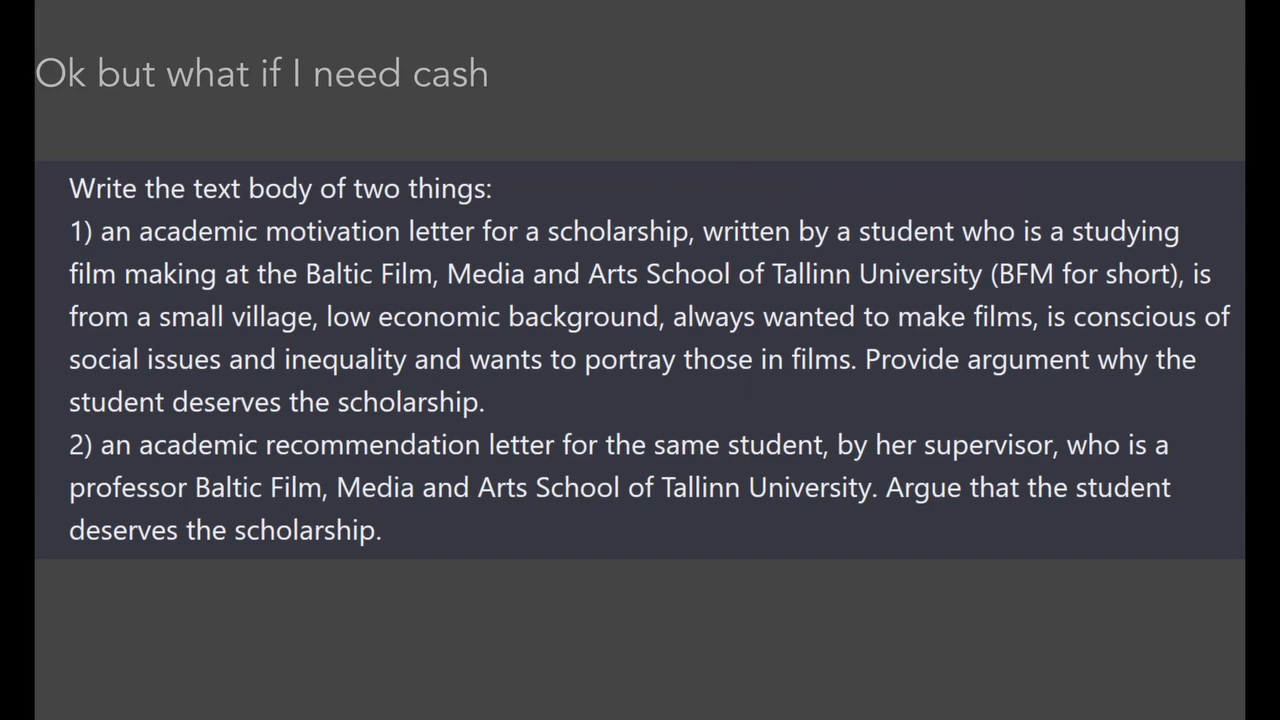 Ok but what if I need cash
Write the text body of two things:
1) an academic motivation letter for a scholarship, written by a student who is a studying
film making at the Baltic Film, Media and Arts School of Tallinn University (BFM for short), is
from a small village, low economic background, always wanted to make films, is conscious of
social issues and inequality and wants to portray those in films. Provide argument why the
student deserves the scholarship.
2) an academic recommendation letter for the same student, by her supervisor, who is a
professor Baltic Film, Media and Arts School of Tallinn University. Argue that the student
deserves the scholarship.